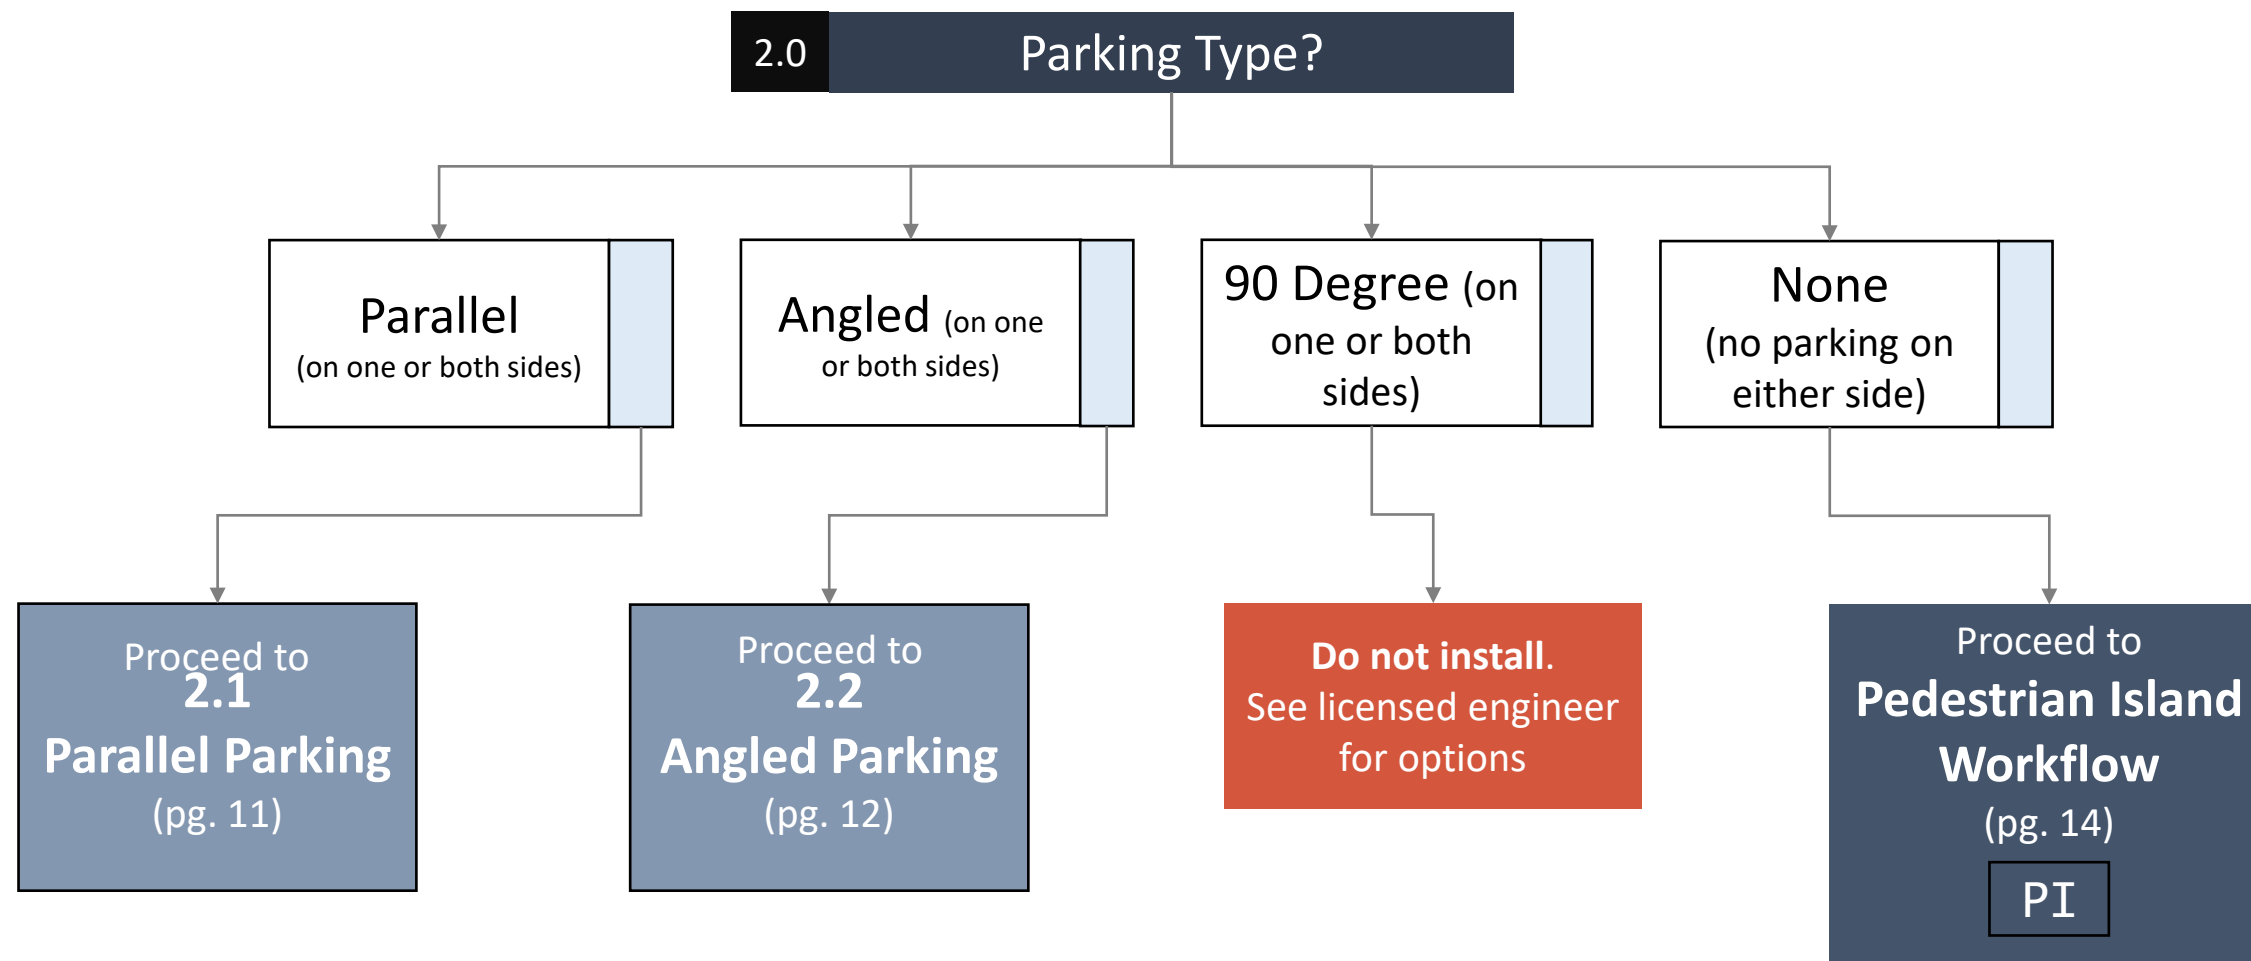 2.0 Parking Type?
Parallel
(on one or both sides)
Angled (on one
or both sides)
90 Degree (on
one or both
sides)
None
(no parking on
either side)
Proceed to
2.1
Parallel Parking
(pg. 11)
Proceed to
2.2
Angled Parking
(pg. 12)
Do not install.
See licensed engineer
for options
Proceed to
Pedestrian Island
Workflow
(pg. 14)
PI